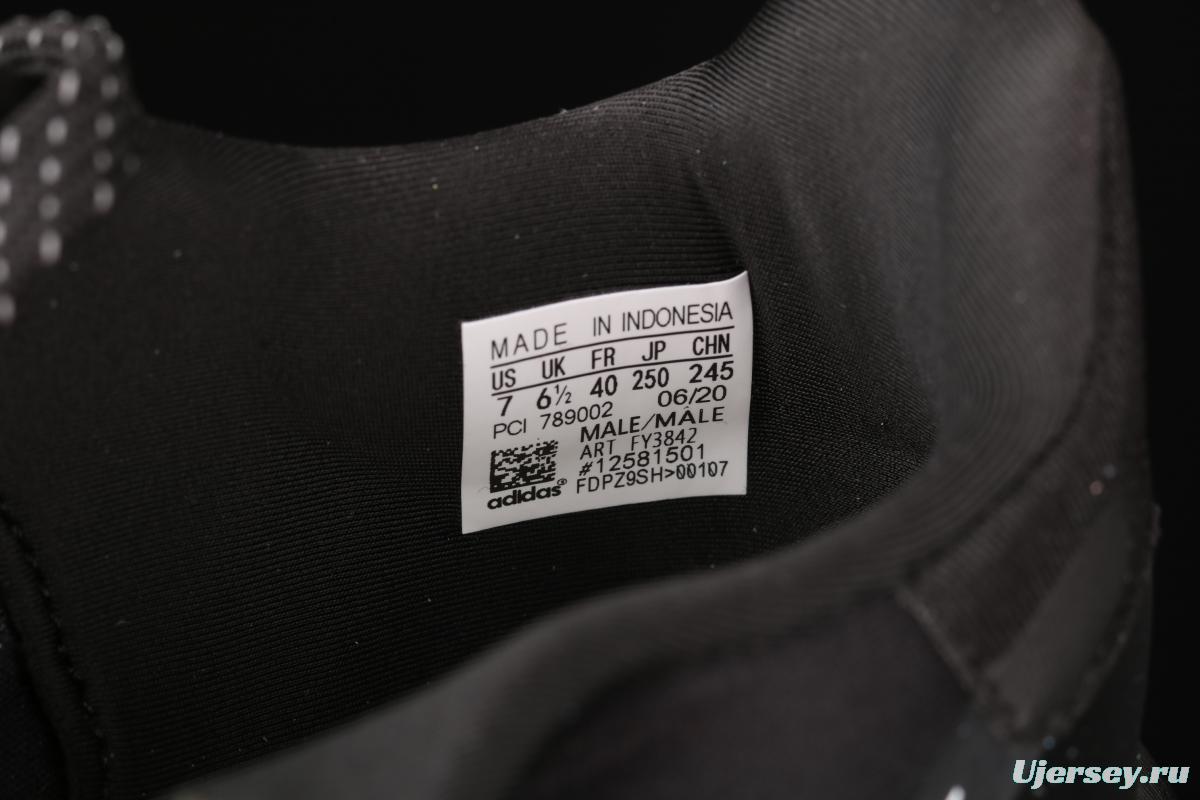 MADE IN INDONESIA
US UK FR JP CHN
7 6½ 40 250 245
PCI 789002 06/20
MALE/MÂLE
ART FY3842
#12581501
FDPZ9SH>00107
adidas®
Ujersey.ru